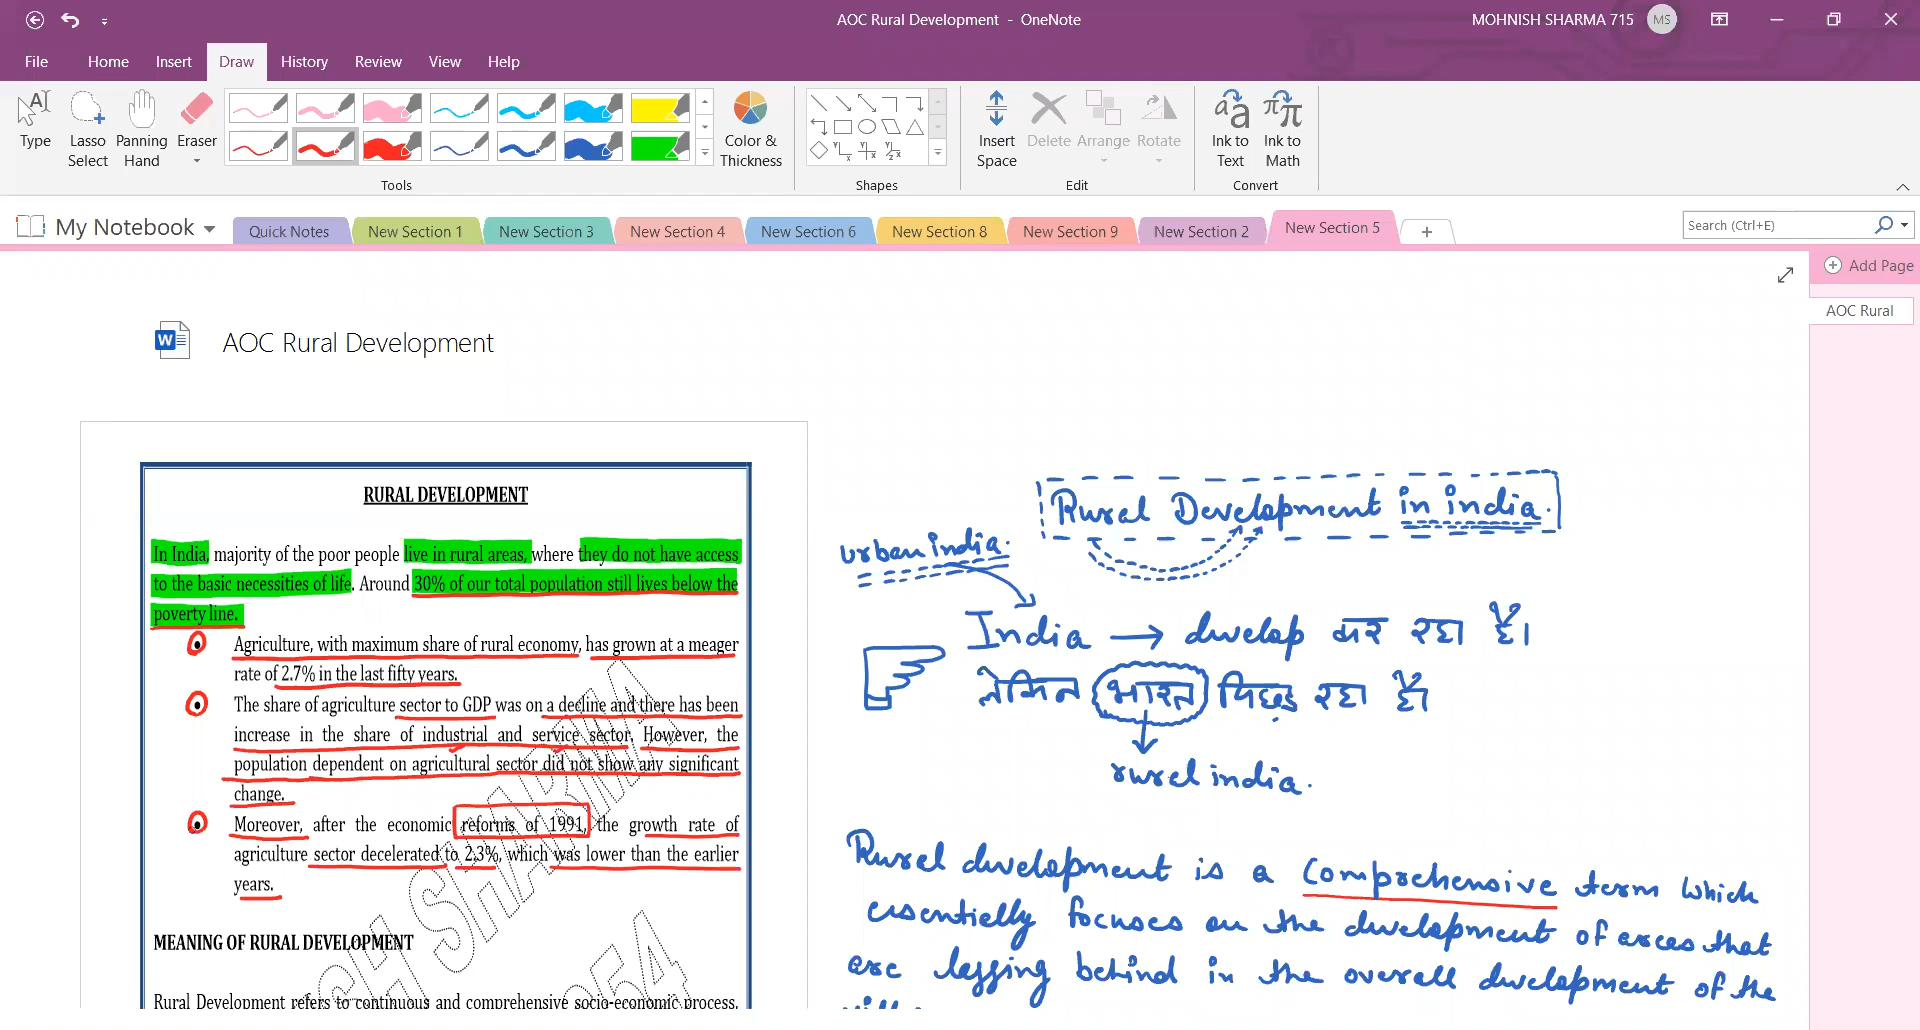 AOC Rural Development - OneNote
MOHNISH SHARMA 715
MS
File Home Insert Draw History Review View Help
Type
Lasso Select
Panning Hand
Eraser
Color & Thickness
Insert Space
Delete
Arrange
Rotate
Ink to Text
Ink to Math
Tools
Shapes
Edit
Convert
My Notebook
Quick Notes
New Section 1
New Section 3
New Section 4
New Section 6
New Section 8
New Section 9
New Section 2
New Section 5
Search (Ctrl+E)
Add Page
AOC Rural
AOC Rural Development
RURAL DEVELOPMENT
In India, majority of the poor people live in rural areas, where they do not have access
to the basic necessities of life. Around 30% of our total population still lives below the
poverty line.
Agriculture, with maximum share of rural economy, has grown at a meager
rate of 2.7% in the last fifty years.
The share of agriculture sector to GDP was on a decline and there has been
increase in the share of industrial and service sector. However, the
population dependent on agricultural sector did not show any significant
change.
Moreover, after the economic reforms of 1991, the growth rate of
agriculture sector decelerated to 2.3%, which was lower than the earlier
years.
MEANING OF RURAL DEVELOPMENT
Rural Development refers to continuous and comprehensive socio-economic process,
Rural Development in india.
urban india.
India → dvelop कर रहा है।
लेकिन भारत पिछड़ रहा है।
rurel india.
Rural dvelopment is a comprehensive term which
essentially focuses on the dvelopment of areas that
are lagging behind in the overall dvelopment of the